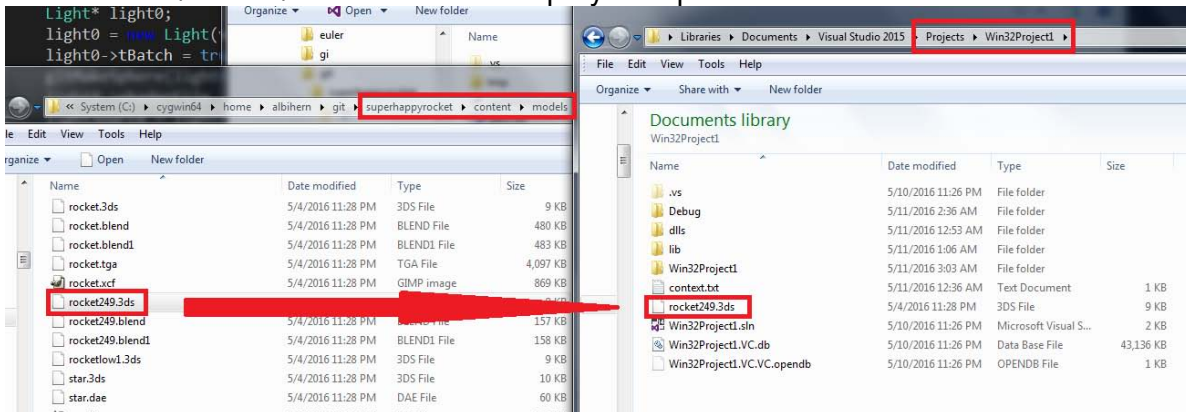 Light* light0;
light0 = new Light(
light0->tBatch = tr
Organize Open New folder
euler
gi
Name
System (C:) cygwin64 home albihern git superhappyrocket content models
le Edit View Tools Help
rganize Open New folder
Name Date modified Type Size
rocket.3ds 5/4/2016 11:28 PM 3DS File 9 KB
rocket.blend 5/4/2016 11:28 PM BLEND File 480 KB
rocket.blend1 5/4/2016 11:28 PM BLEND1 File 483 KB
rocket.tga 5/4/2016 11:28 PM TGA File 4,097 KB
rocket.xcf 5/4/2016 11:28 PM GIMP image 869 KB
rocket249.3ds
rocket249.blend 5/4/2016 11:28 PM BLEND File 157 KB
rocket249.blend1 5/4/2016 11:28 PM BLEND1 File 158 KB
rocketlow1.3ds 5/4/2016 11:28 PM 3DS File 9 KB
star.3ds 5/4/2016 11:28 PM 3DS File 10 KB
star.dae 5/4/2016 11:28 PM DAE File 60 KB
Libraries Documents Visual Studio 2015 Projects Win32Project1
File Edit View Tools Help
Organize Share with New folder
Documents library
Win32Project1
Name Date modified Type Size
.vs 5/10/2016 11:26 PM File folder
Debug 5/11/2016 2:36 AM File folder
dlls 5/11/2016 12:53 AM File folder
lib 5/11/2016 1:06 AM File folder
Win32Project1 5/11/2016 3:03 AM File folder
context.txt 5/11/2016 12:36 AM Text Document 1 KB
rocket249.3ds 5/4/2016 11:28 PM 3DS File 9 KB
Win32Project1.sln 5/10/2016 11:26 PM Microsoft Visual S... 2 KB
Win32Project1.VC.db 5/10/2016 11:26 PM Data Base File 43,136 KB
Win32Project1.VC.VC.opendb 5/10/2016 11:26 PM OPENDB File 1 KB